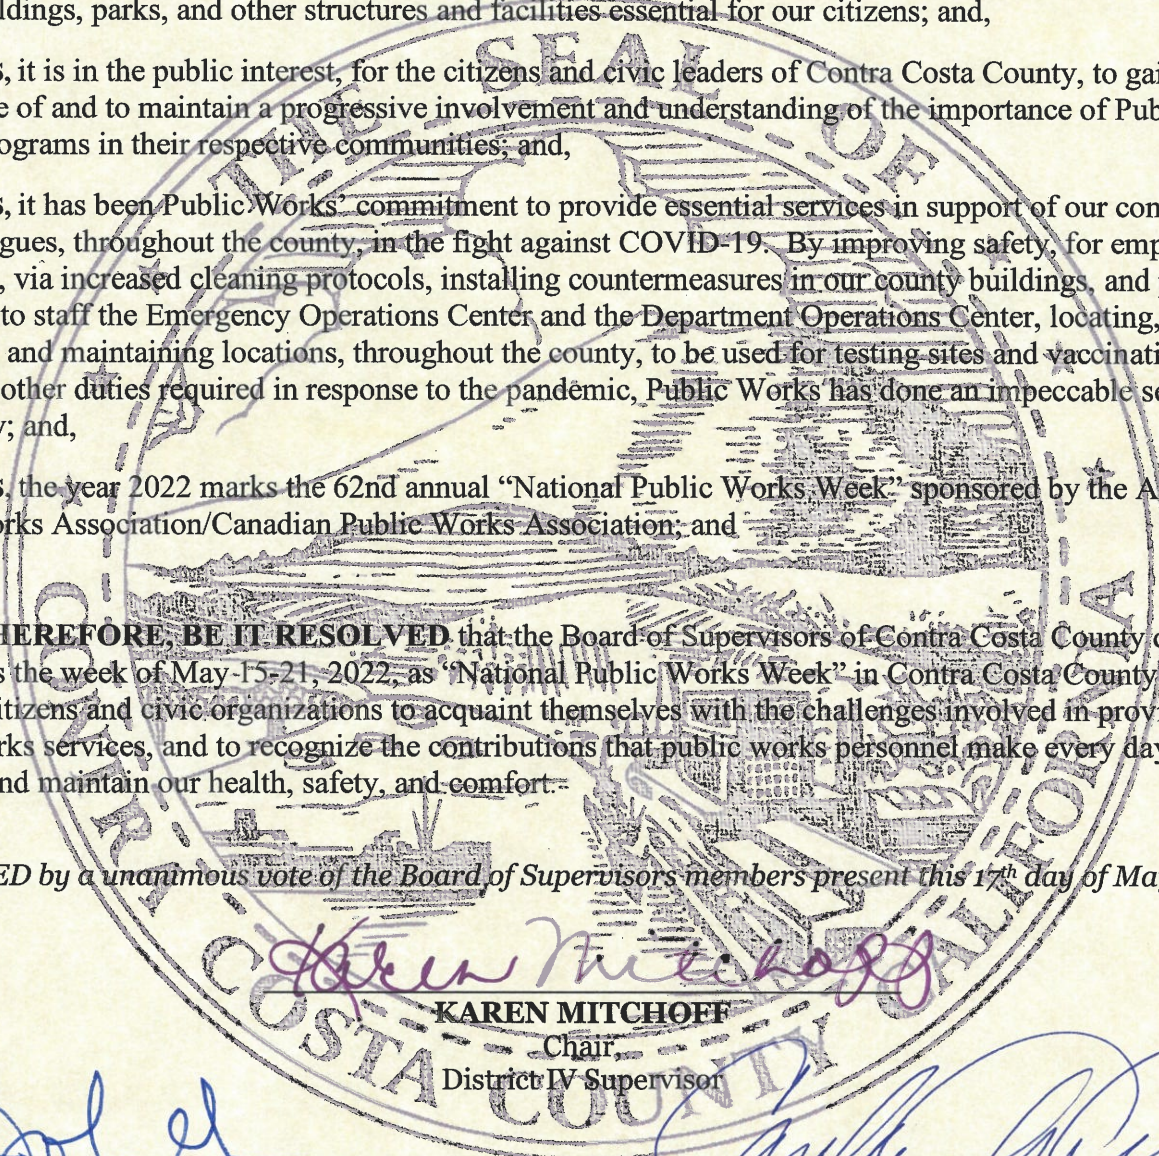 ldings, parks, and other structures and facilities essential for our citizens; and,
s, it is in the public interest, for the citizens and civic leaders of Contra Costa County, to gai
e of and to maintain a progressive involvement and understanding of the importance of Pub
ograms in their respective communities; and,
s, it has been Public Works' commitment to provide essential services in support of our con
gues, throughout the county, in the fight against COVID-19.  By improving safety, for emp
, via increased cleaning protocols, installing countermeasures in our county buildings, and
to staff the Emergency Operations Center and the Department Operations Center, locating,
and maintaining locations, throughout the county, to be used for testing sites and vaccinati
other duties required in response to the pandemic, Public Works has done an impeccable se
y; and,
s, the year 2022 marks the 62nd annual “National Public Works Week” sponsored by the A
orks Association/Canadian Public Works Association; and
HEREFORE, BE IT RESOLVED that the Board of Supervisors of Contra Costa County
s the week of May 15-21, 2022, as “National Public Works Week” in Contra Costa County
itizens and civic organizations to acquaint themselves with the challenges involved in provi
rks services, and to recognize the contributions that public works personnel make every day
nd maintain our health, safety, and comfort.
ED by a unanimous vote of the Board of Supervisors members present this 17th day of Ma
Karen Mitchoff
KAREN MITCHOFF
Chair,
District IV Supervisor
THE SEAL OF
CONTRA COSTA COUNTY CALIFORNIA